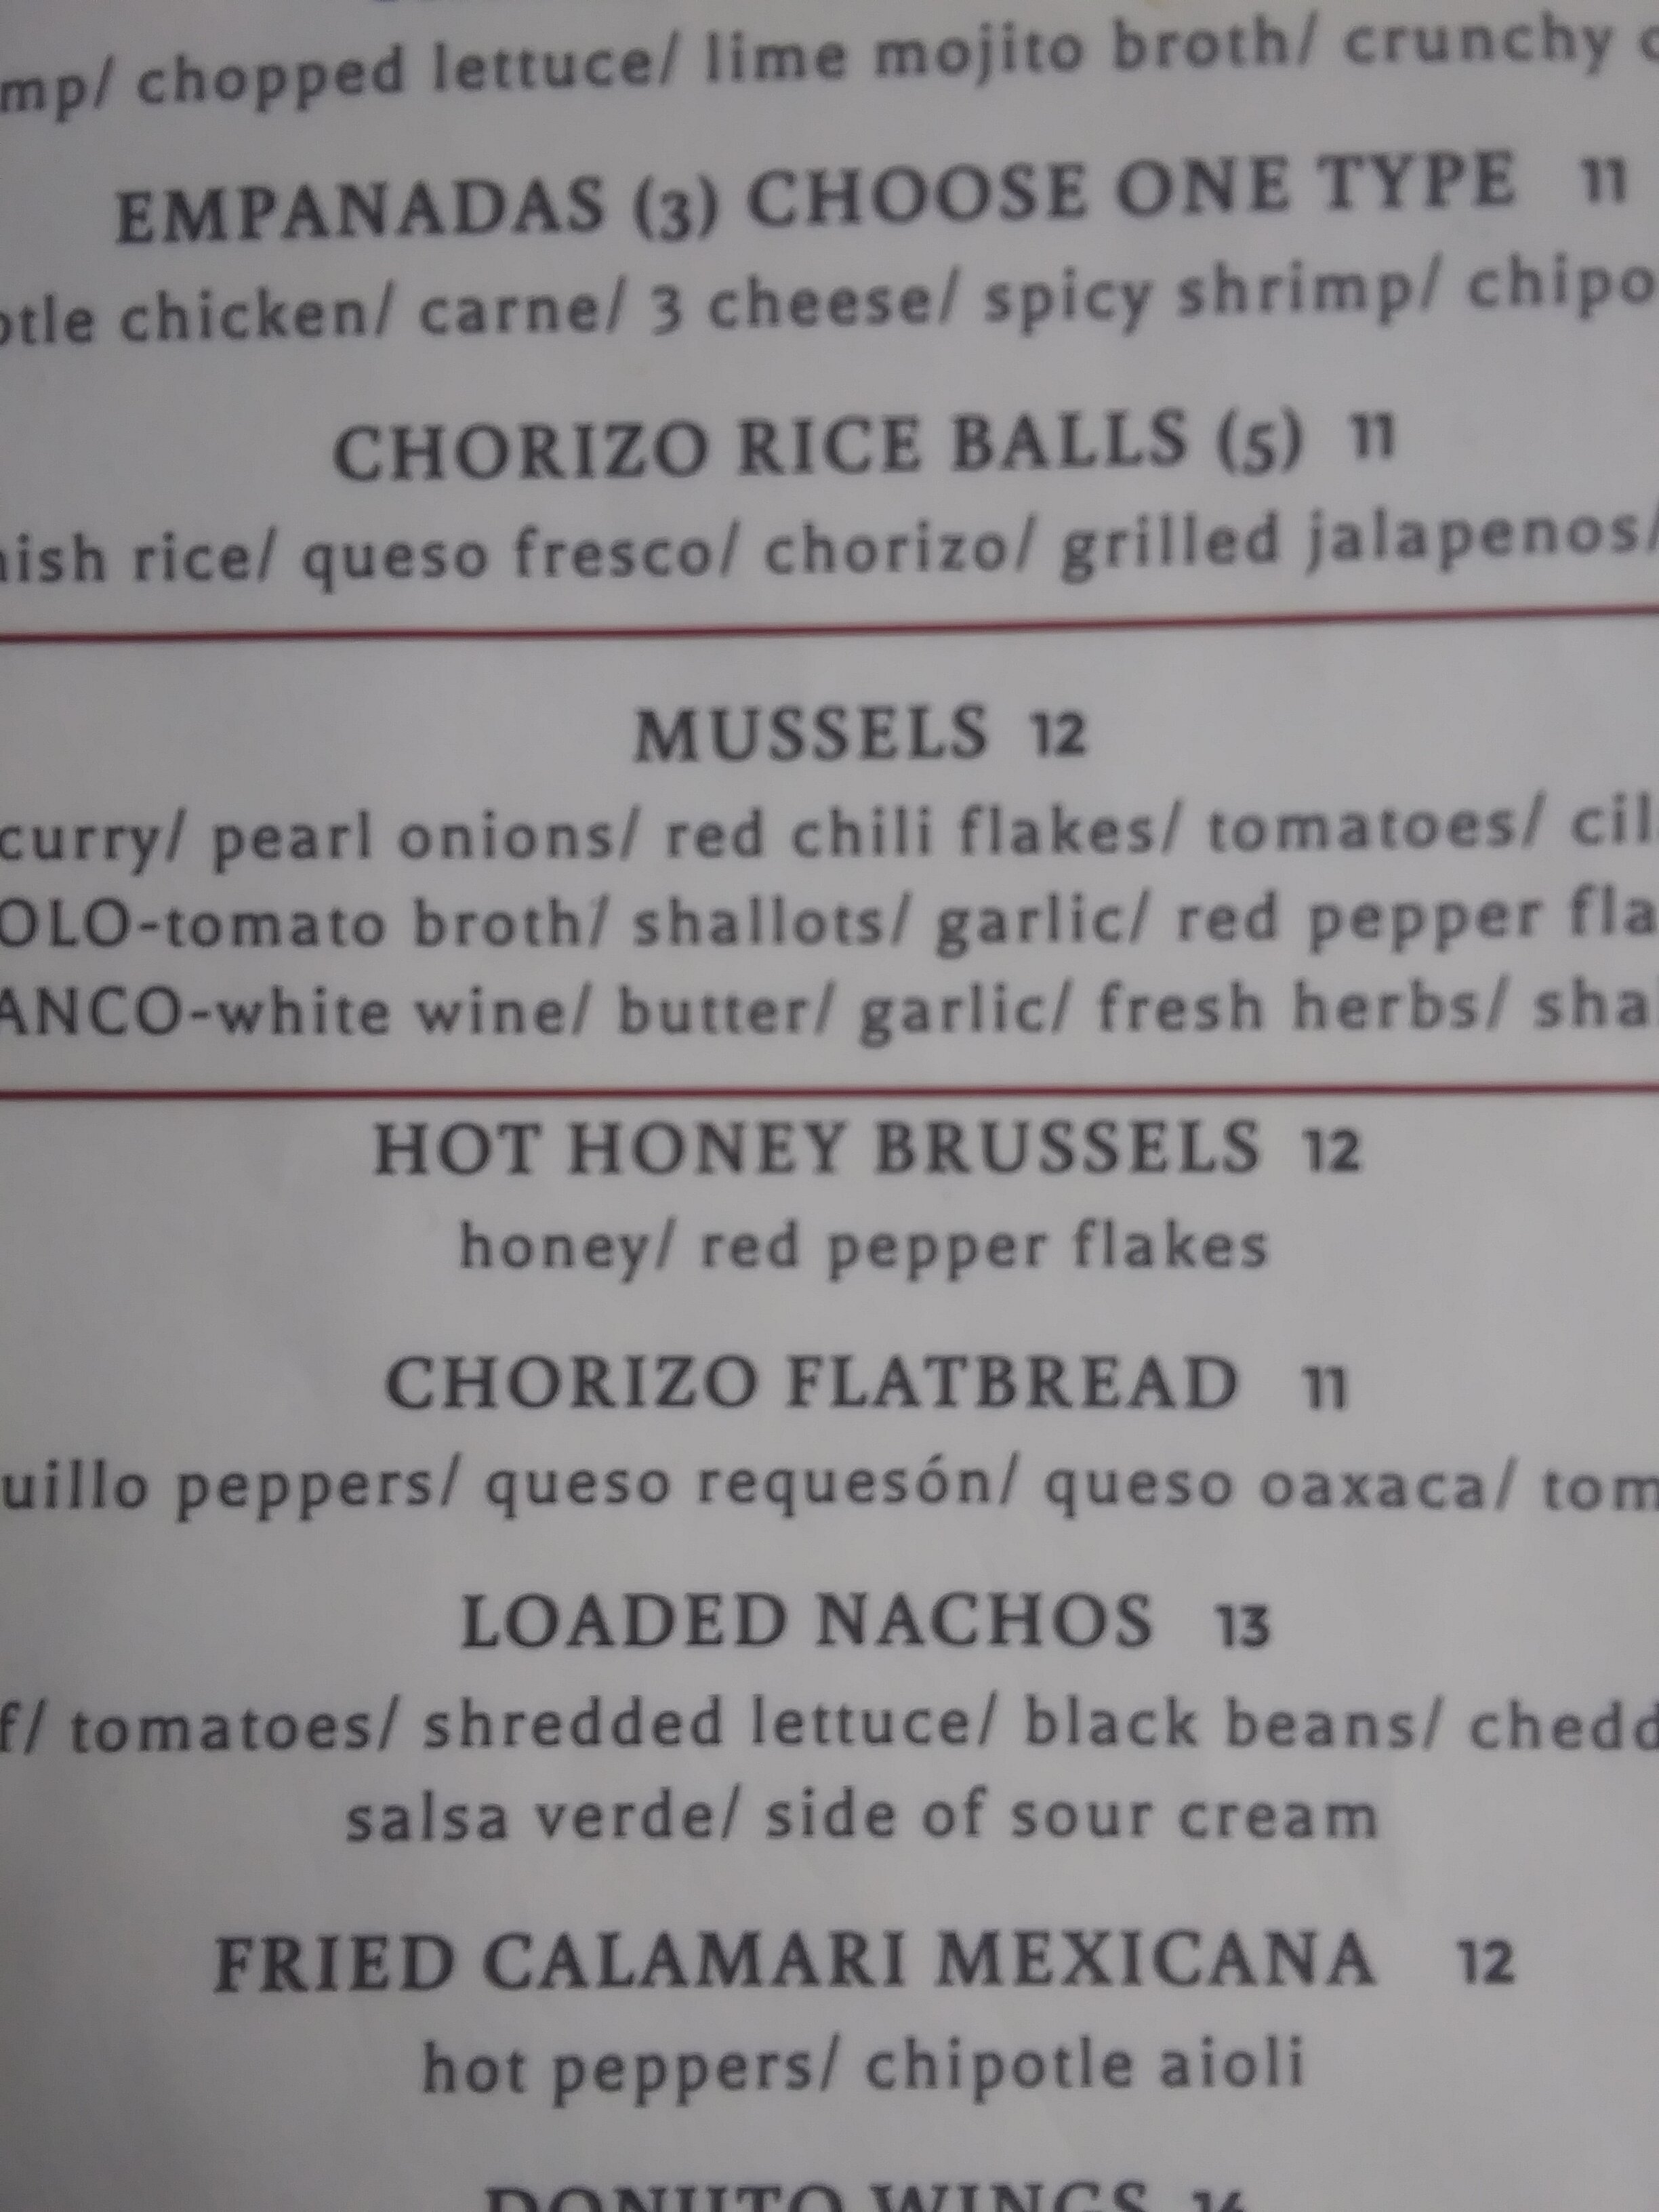 mp/ chopped lettuce/ lime mojito broth/ crunchy
EMPANADAS (3) CHOOSE ONE TYPE 11
otle chicken/ carne/ 3 cheese/ spicy shrimp/ chipo
CHORIZO RICE BALLS (5) 11
nish rice/ queso fresco/ chorizo/ grilled jalapenos/
MUSSELS 12
curry/ pearl onions/ red chili flakes/ tomatoes/ cil
OLO-tomato broth/ shallots/ garlic/ red pepper fla
ANCO-white wine/ butter/ garlic/ fresh herbs/ shal
HOT HONEY BRUSSELS 12
honey/ red pepper flakes
CHORIZO FLATBREAD 11
uillo peppers/ queso requesón/ queso oaxaca/ tom
LOADED NACHOS 13
f/ tomatoes/ shredded lettuce/ black beans/ chedd
salsa verde/ side of sour cream
FRIED CALAMARI MEXICANA 12
hot peppers/ chipotle aioli
WINGS